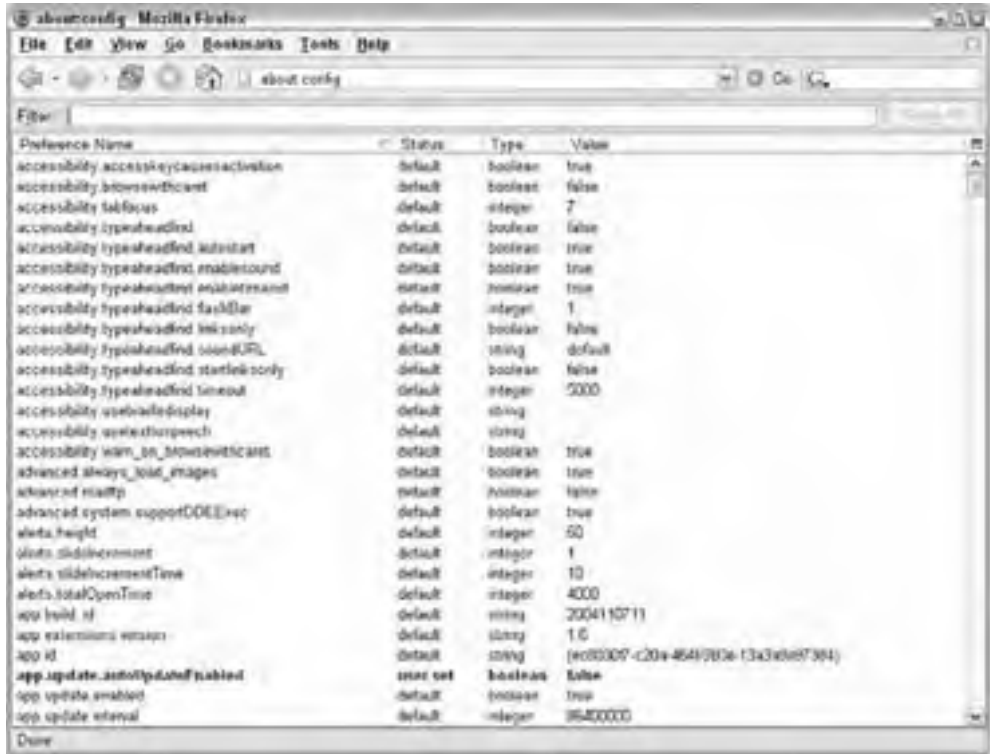 about:config - Mozilla Firefox
File Edit View Go Bookmarks Tools Help
about:config Go
Filter:
Preference Name Status Type Value
accessibility.accesskeycausesactivation default boolean true
accessibility.browsewithcaret default boolean false
accessibility.tabfocus default integer 7
accessibility.typeaheadfind default boolean false
accessibility.typeaheadfind.autostart default boolean true
accessibility.typeaheadfind.enablesound default boolean true
accessibility.typeaheadfind.enabletimeout default boolean true
accessibility.typeaheadfind.flashBar default integer 1
accessibility.typeaheadfind.linksonly default boolean false
accessibility.typeaheadfind.soundURL default string default
accessibility.typeaheadfind.startlinksonly default boolean false
accessibility.typeaheadfind.timeout default integer 5000
accessibility.usebrailledisplay default string
accessibility.usetexttospeech default string
accessibility.warn_on_browsewithcaret default boolean true
advanced.always_load_images default boolean true
advanced.mailftp default boolean false
advanced.system.supportDDEExec default boolean true
alerts.height default integer 60
alerts.slideIncrement default integer 1
alerts.slideIncrementTime default integer 10
alerts.totalOpenTime default integer 4000
app.build_id default string 2004110711
app.extensions.version default string 1.0
app.id default string
app.update.autoUpdateEnabled user set boolean false
app.update.enabled default boolean true
app.update.interval default integer 86400000
Done